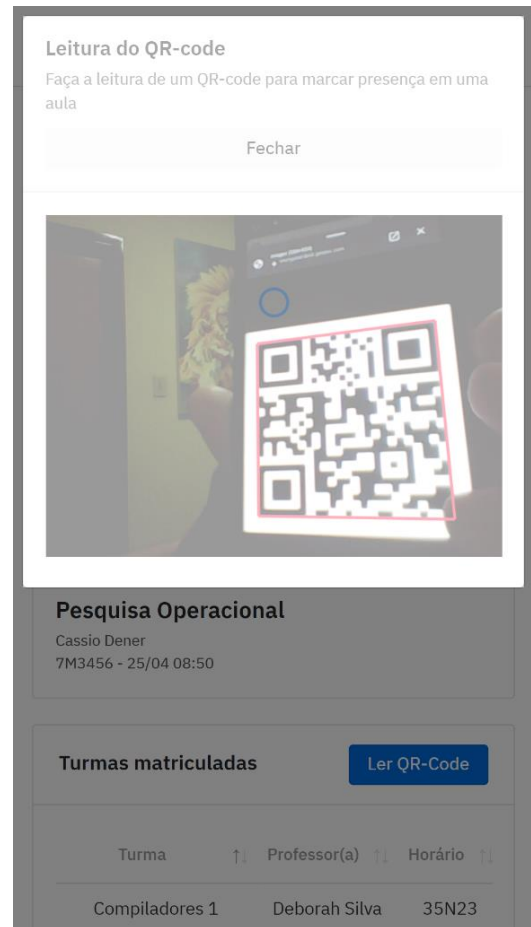 Leitura do QR-code
Faça a leitura de um QR-code para marcar presença em uma
aula
Fechar
Pesquisa Operacional
Cassio Dener
7M3456 - 25/04 08:50
Turmas matriculadas
Ler QR-Code
Turma ↑↓ Professor(a) ↑↓ Horário ↑↓
Compiladores 1 Deborah Silva 35N23